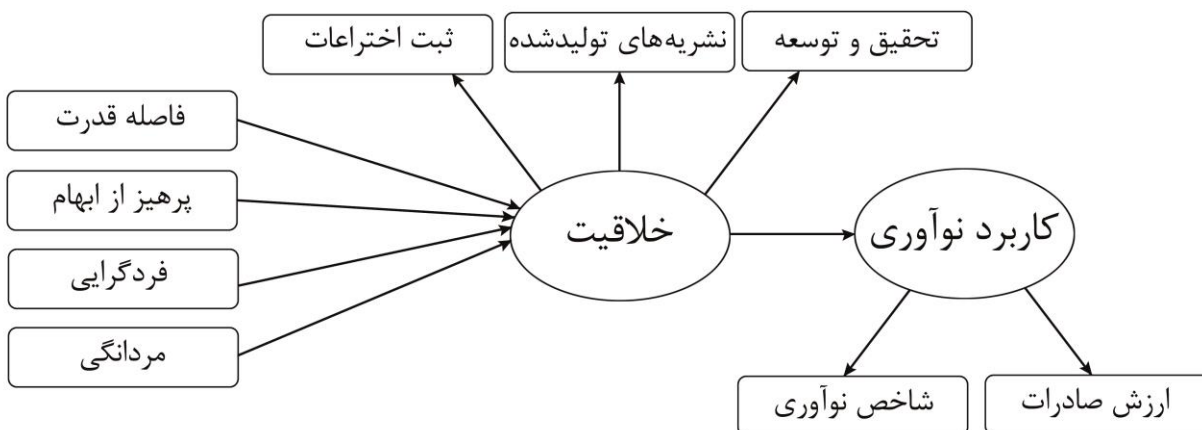 تحقیق و توسعه
نشریه‌های تولیدشده
ثبت اختراعات
فاصله قدرت
پرهیز از ابهام
فردگرایی
مردانگی
خلاقیت
کاربرد نوآوری
ارزش صادرات
شاخص نوآوری